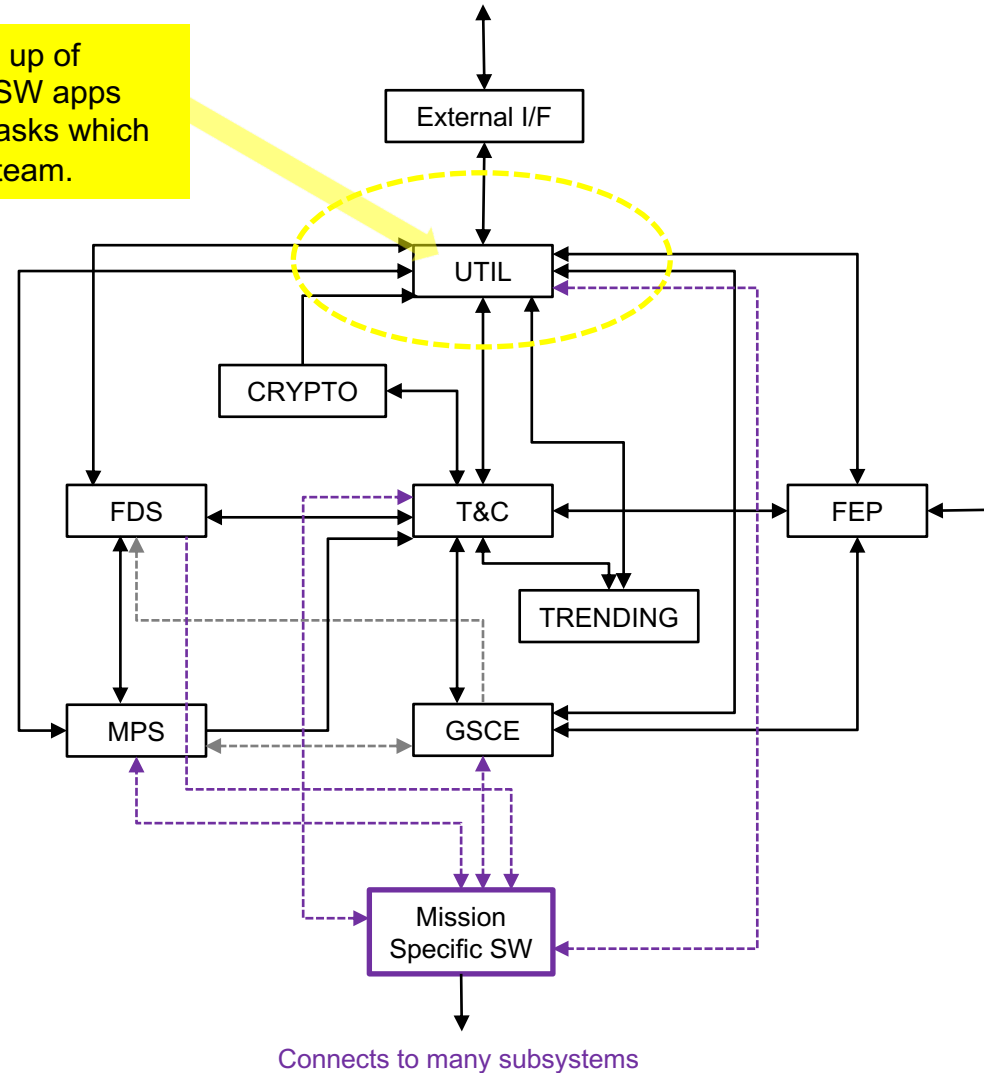 up of
SW apps
asks which
team.
External I/F
UTIL
CRYPTO
FDS
T&C
FEP
TRENDING
MPS
GSCE
Mission
Specific SW
Connects to many subsystems